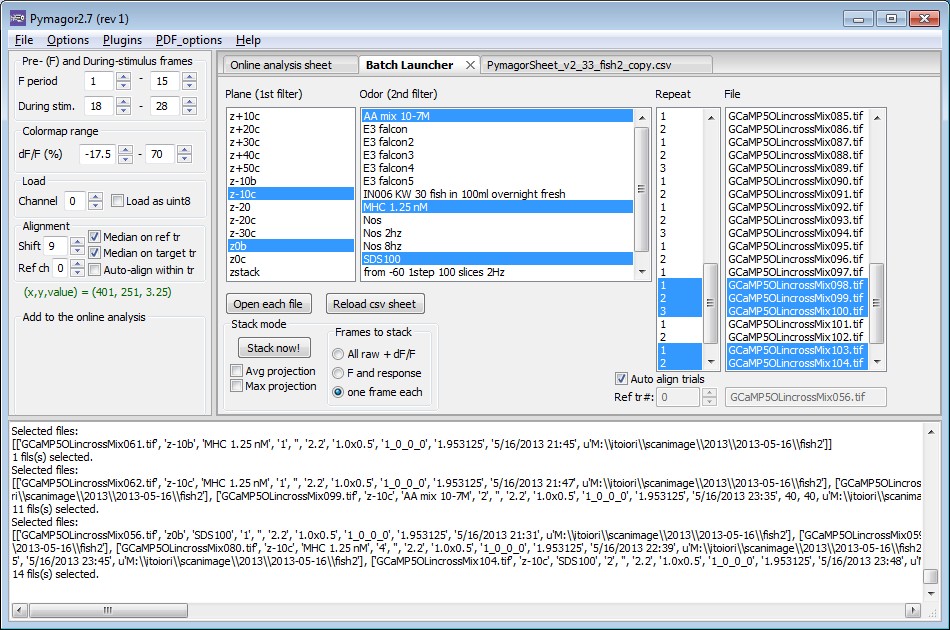 Pymagor2.7 (rev 1)
File Options Plugins PDF_options Help
Pre- (F) and During-stimulus frames
F period 1 - 15
During stim. 18 - 28
Colormap range
dF/F (%) -17.5 - 70
Load
Channel 0 Load as uint8
Alignment
Shift 9 Median on ref tr
Median on target tr
Ref ch 0 Auto-align within tr
(x,y,value) = (401, 251, 3.25)
Add to the online analysis
Online analysis sheet Batch Launcher PymagorSheet_v2_33_fish2_copy.csv
Plane (1st filter)
z+10c
z+20c
z+30c
z+40c
z+50c
z-10b
z-10c
z-20
z-20c
z-30c
z0b
z0c
zstack
Odor (2nd filter)
AA mix 10-7M
E3 falcon
E3 falcon2
E3 falcon3
E3 falcon4
E3 falcon5
IN006 KW 30 fish in 100ml overnight fresh
MHC 1.25 nM
Nos
Nos 2hz
Nos 8hz
SDS100
from -60 1step 100 slices 2Hz
Repeat File
1 GCaMP5OLincrossMix085.tif
2 GCaMP5OLincrossMix086.tif
1 GCaMP5OLincrossMix087.tif
2 GCaMP5OLincrossMix088.tif
3 GCaMP5OLincrossMix089.tif
1 GCaMP5OLincrossMix090.tif
2 GCaMP5OLincrossMix091.tif
1 GCaMP5OLincrossMix092.tif
2 GCaMP5OLincrossMix093.tif
3 GCaMP5OLincrossMix094.tif
1 GCaMP5OLincrossMix095.tif
2 GCaMP5OLincrossMix096.tif
1 GCaMP5OLincrossMix097.tif
1 GCaMP5OLincrossMix098.tif
2 GCaMP5OLincrossMix099.tif
3 GCaMP5OLincrossMix100.tif
1 GCaMP5OLincrossMix101.tif
2 GCaMP5OLincrossMix102.tif
1 GCaMP5OLincrossMix103.tif
2 GCaMP5OLincrossMix104.tif
Open each file Reload csv sheet
Stack mode
Stack now!
Avg projection
Max projection
Frames to stack
All raw + dF/F
F and response
one frame each
Auto align trials
Ref tr#: 0 GCaMP5OLincrossMix056.tif
Selected files:
[['GCaMP5OLincrossMix061.tif', 'z-10b', 'MHC 1.25 nM', '1', '', '2.2', '1.0x0.5', '1_0_0_0', '1.953125', '5/16/2013 21:45', u'M:\\itoiori\\scanimage\\2013\\2013-05-16\\fish2']]
1 fils(s) selected.
Selected files:
[['GCaMP5OLincrossMix062.tif', 'z-10c', 'MHC 1.25 nM', '1', '', '2.2', '1.0x0.5', '1_0_0_0', '1.953125', '5/16/2013 21:47', u'M:\\itoiori\\scanimage\\2013\\2013-05-16\\fish2'], ['GCaMP5OLincross
ri\\scanimage\\2013\\2013-05-16\\fish2'], ['GCaMP5OLincrossMix099.tif', 'z-10c', 'AA mix 10-7M', '2', '', '2.2', '1.0x0.5', '1_0_0_0', '1.953125', '5/16/2013 23:35', 40, 40, u'M:\\itoiori\\scanima
11 fils(s) selected.
Selected files:
[['GCaMP5OLincrossMix056.tif', 'z0b', 'SDS100', '1', '', '2.2', '1.0x0.5', '1_0_0_0', '1.953125', '5/16/2013 21:31', u'M:\\itoiori\\scanimage\\2013\\2013-05-16\\fish2'], ['GCaMP5OLincrossMix059
\\2013-05-16\\fish2'], ['GCaMP5OLincrossMix080.tif', 'z-10c', 'MHC 1.25 nM', '4', '', '2.2', '1.0x0.5', '1_0_0_0', '1.953125', '5/16/2013 22:39', u'M:\\itoiori\\scanimage\\2013\\2013-05-16\\fish2
5', '5/16/2013 23:45', u'M:\\itoiori\\scanimage\\2013\\2013-05-16\\fish2'], ['GCaMP5OLincrossMix104.tif', 'z-10c', 'SDS100', '2', '', '2.2', '1.0x0.5', '1_0_0_0', '1.953125', '5/16/2013 23:48', u'M
14 fils(s) selected.